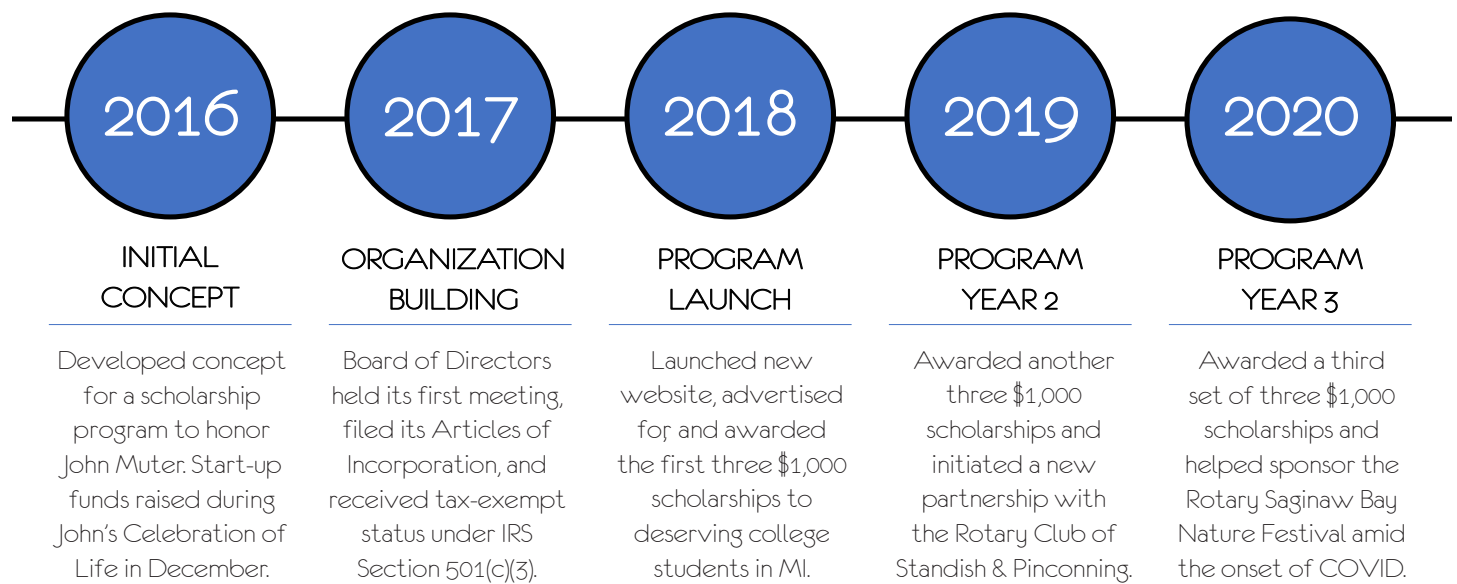 2016
INITIAL
CONCEPT
Developed concept
for a scholarship
program to honor
John Muter. Start-up
funds raised during
John's Celebration of
Life in December.
2017
ORGANIZATION
BUILDING
Board of Directors
held its first meeting,
filed its Articles of
Incorporation, and
received tax-exempt
status under IRS
Section 501(c)(3).
2018
PROGRAM
LAUNCH
Launched new
website, advertised
for, and awarded
the first three $1,000
scholarships to
deserving college
students in MI.
2019
PROGRAM
YEAR 2
Awarded another
three $1,000
scholarships and
initiated a new
partnership with
the Rotary Club of
Standish & Pinconning.
2020
PROGRAM
YEAR 3
Awarded a third
set of three $1,000
scholarships and
helped sponsor the
Rotary Saginaw Bay
Nature Festival amid
the onset of COVID.